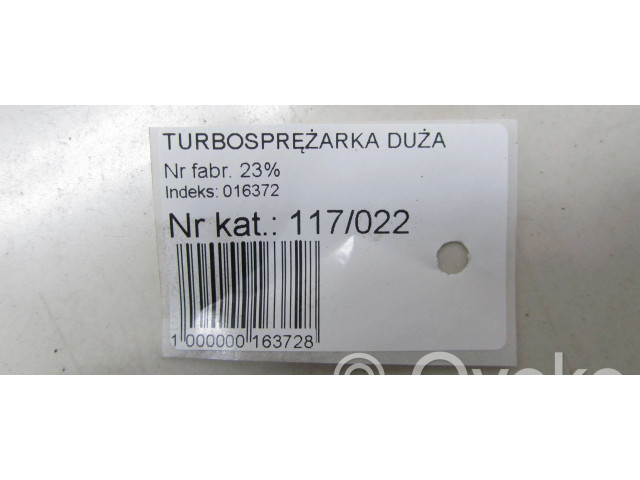 TURBOSPRĘŻARKA DUŻA
Nr fabr. 23%
Indeks: 016372
Nr kat.: 117/022
1 000000 163728
©Ovoko